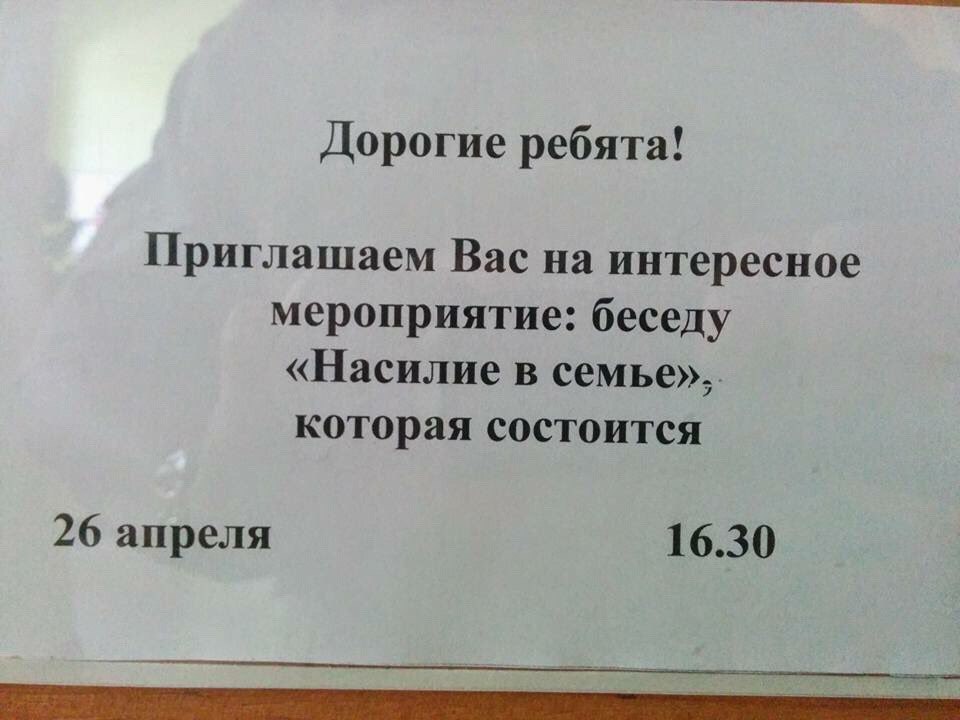 Дорогие ребята!
Приглашаем Вас на интересное
мероприятие: беседу
«Насилие в семье»,
которая состоится
26 апреля 16.30